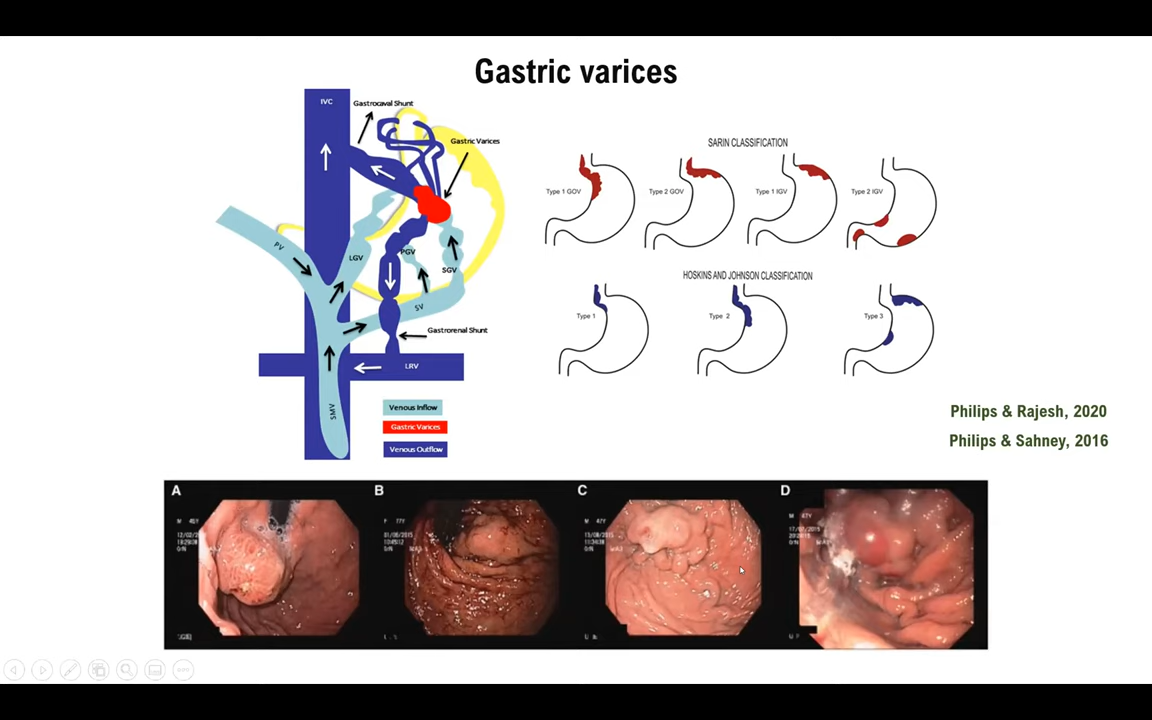 Gastric varices
IVC
Gastrocaval Shunt
Gastric Varices
PV
LGV
PGV
SGV
SV
Gastrorenal Shunt
LRV
SMV
Venous Inflow
Gastric Varices
Venous Outflow
SARIN CLASSIFICATION
Type 1 GOV
Type 2 GOV
Type 1 IGV
Type 2 IGV
HOSKINS AND JOHNSON CLASSIFICATION
Type 1
Type 2
Type 3
Philips & Rajesh, 2020
Philips & Sahney, 2016
A
B
C
D